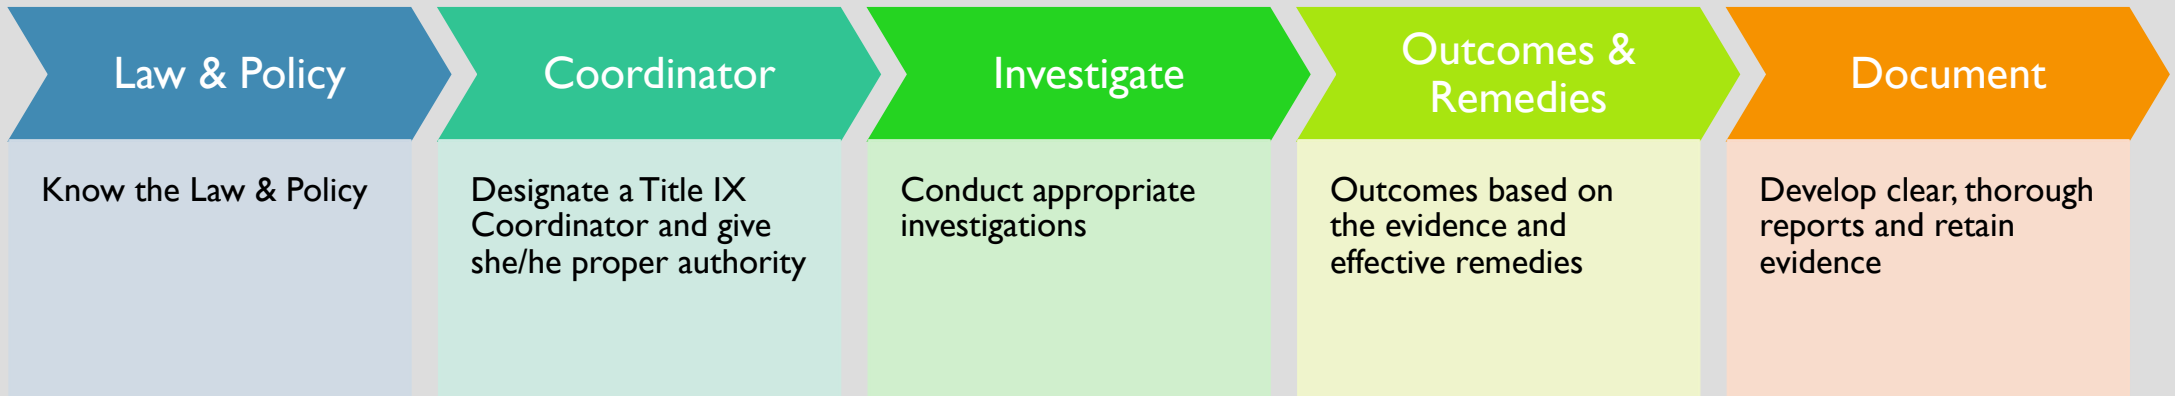 Law & Policy
Know the Law & Policy
Coordinator
Designate a Title IX
Coordinator and give
she/he proper authority
Investigate
Conduct appropriate
investigations
Outcomes &
Remedies
Outcomes based on
the evidence and
effective remedies
Document
Develop clear, thorough
reports and retain
evidence